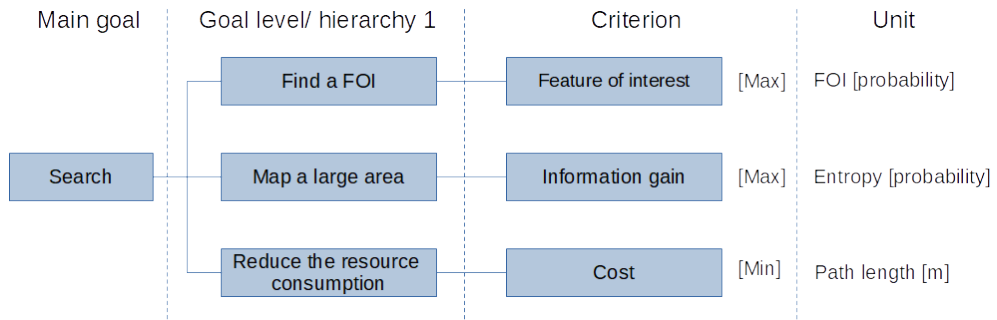 Main goal
Goal level/ hierarchy 1
Criterion
Unit
Find a FOI
Feature of interest
[Max]
FOI [probability]
Search
Map a large area
Information gain
[Max]
Entropy [probability]
Reduce the resource
consumption
Cost
[Min]
Path length [m]